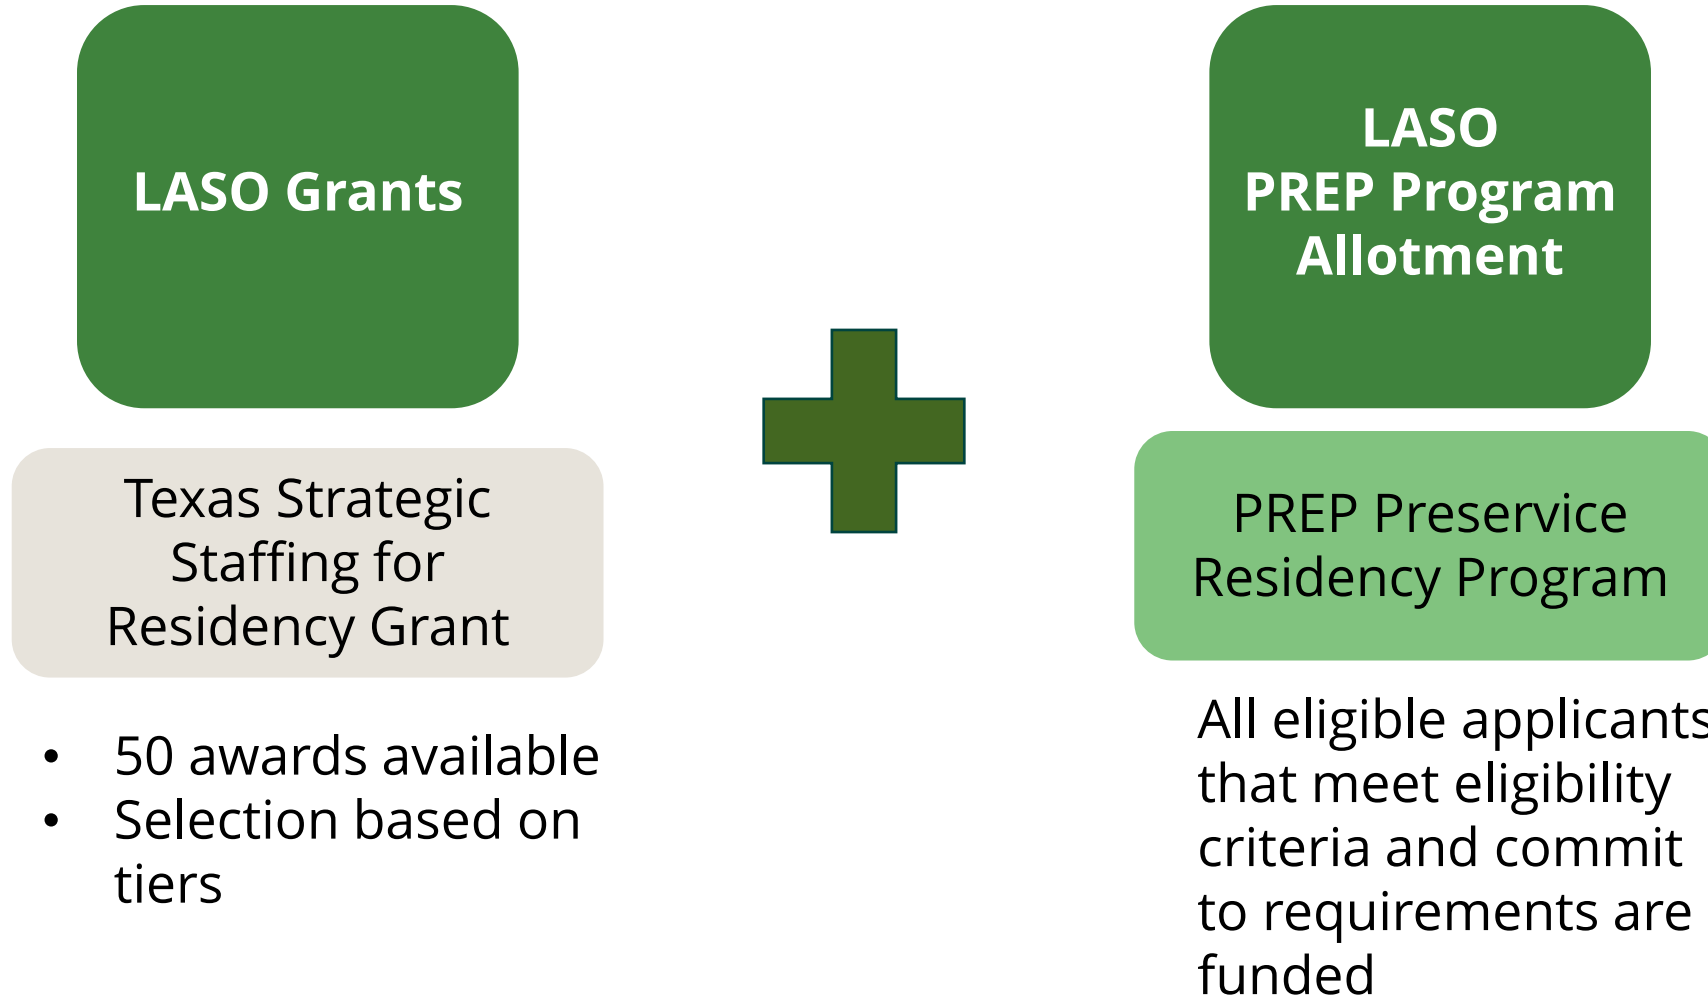 LASO Grants
Texas Strategic
Staffing for
Residency Grant
• 50 awards available
• Selection based on
tiers
LASO
PREP Program
Allotment
PREP Preservice
Residency Program
All eligible applicants
that meet eligibility
criteria and commit
to requirements are
funded